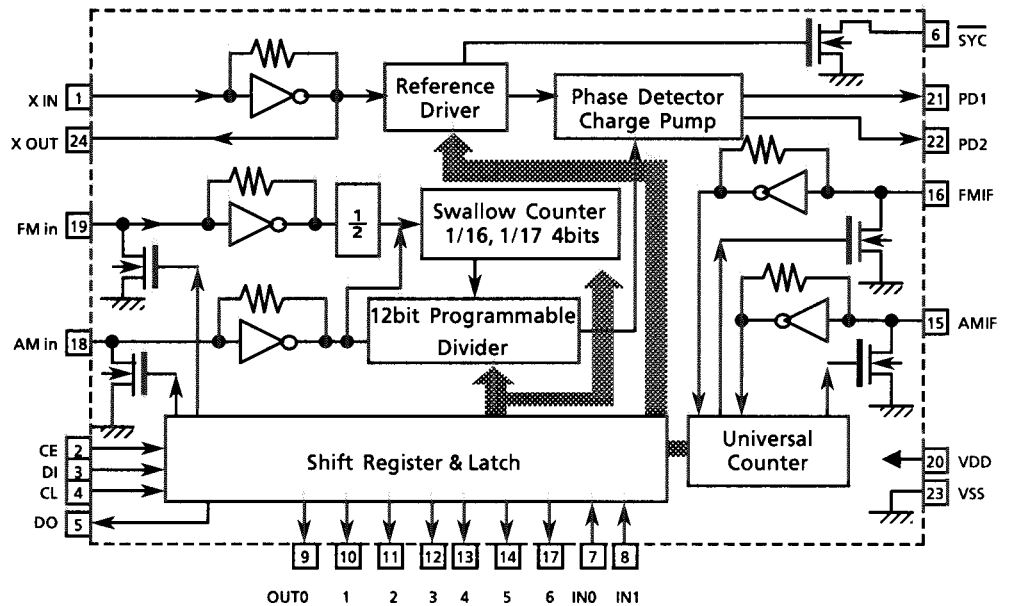 6
SYC
X IN 1
Reference
Driver
Phase Detector
Charge Pump
21 PD1
X OUT 24
22 PD2
FM in 19
1
2
Swallow Counter
1/16, 1/17 4bits
16 FMIF
12bit Programmable
Divider
15 AMIF
AM in 18
CE 2
DI 3
CL 4
DO 5
Shift Register & Latch
Universal
Counter
20 VDD
23 VSS
9 10 11 12 13 14 17 7 8
OUT0 1 2 3 4 5 6 IN0 IN1